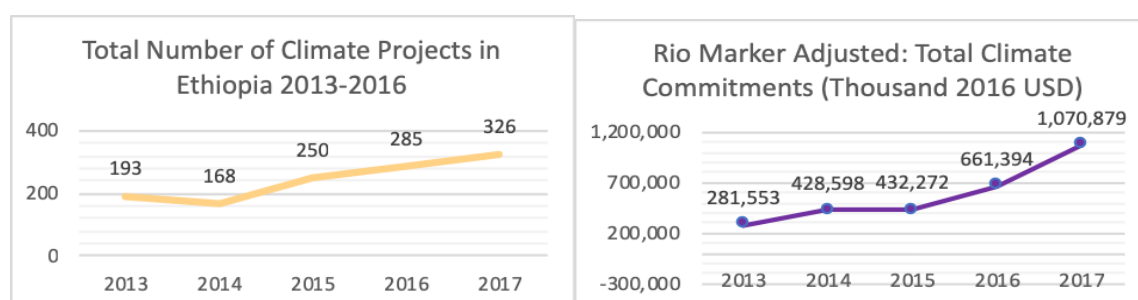 Total Number of Climate Projects in
Ethiopia 2013-2016
400
200
0
193
168
250
285
326
2013 2014 2015 2016 2017
Rio Marker Adjusted: Total Climate
Commitments (Thousand 2016 USD)
1,200,000
700,000
200,000
-300,000
281,553
428,598
432,272
661,394
1,070,879
2013 2014 2015 2016 2017